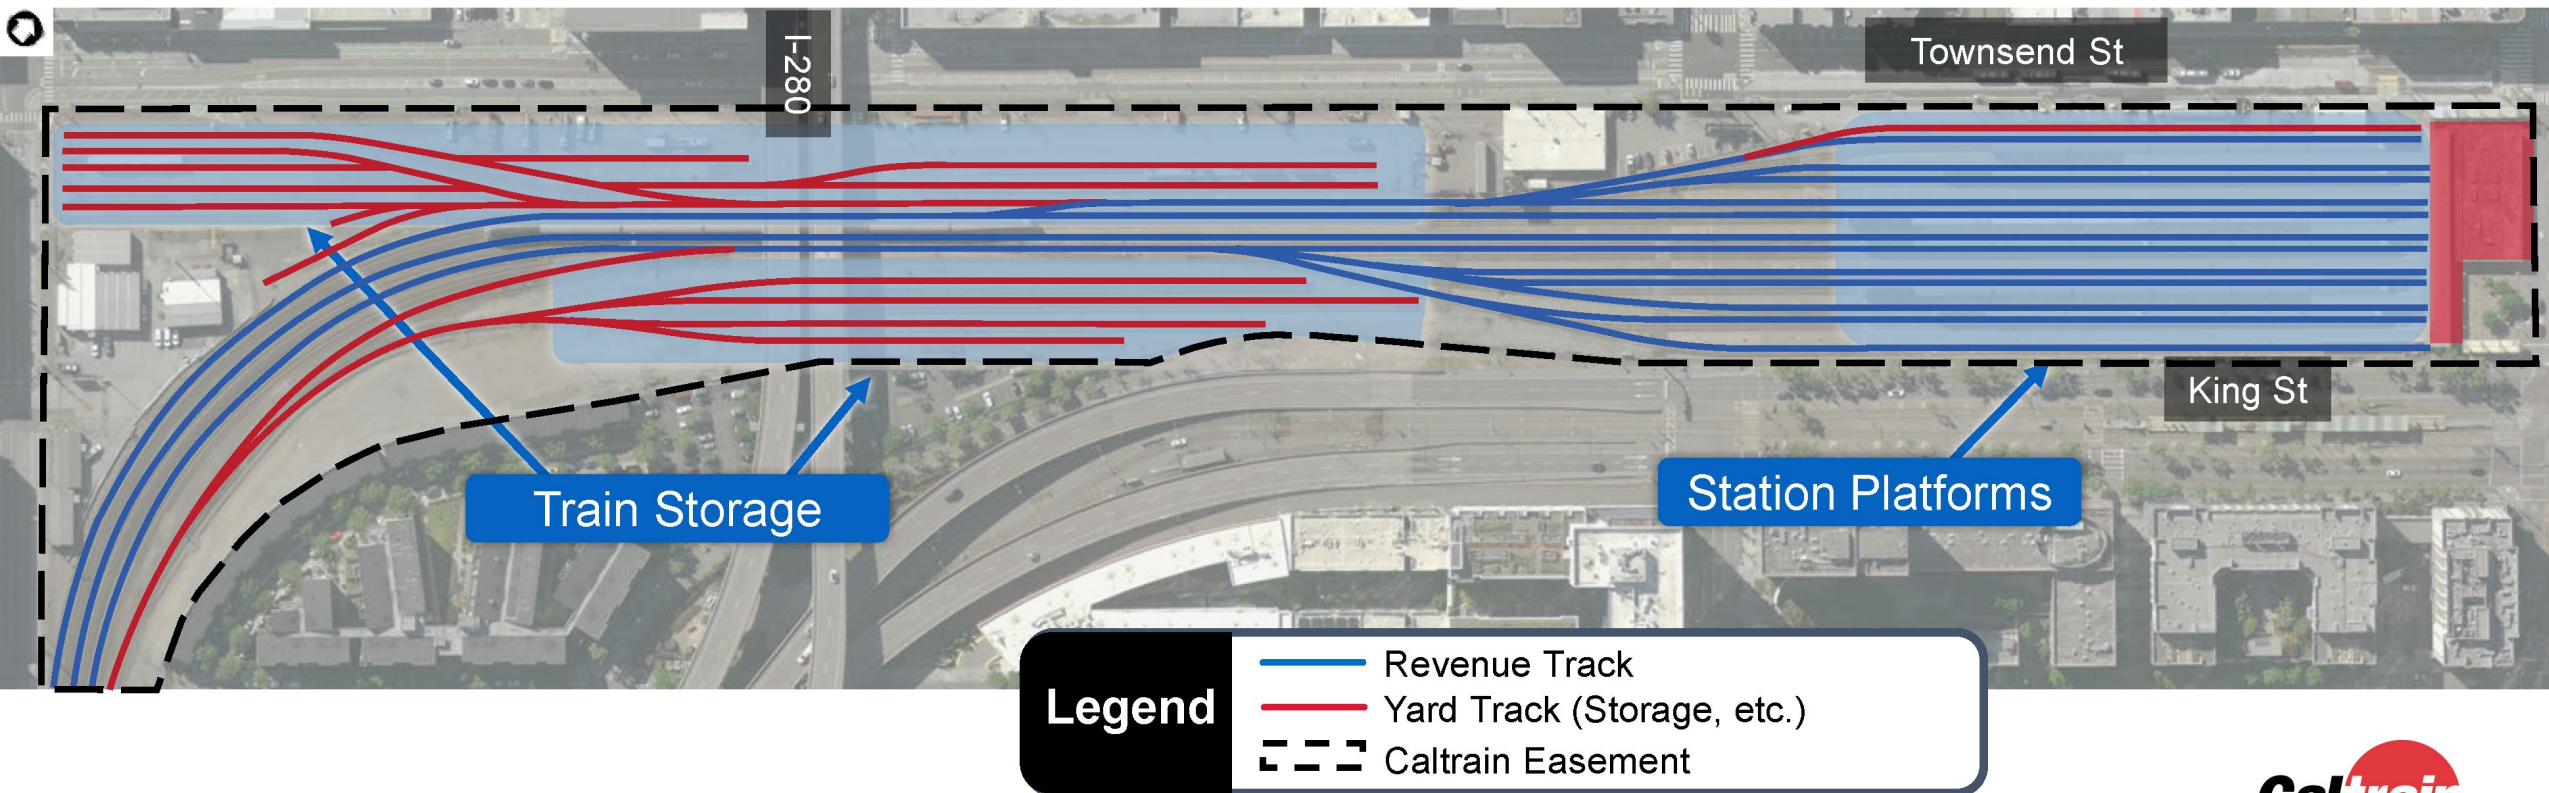 I-280
Townsend St
King St
Train Storage
Station Platforms
Legend
Revenue Track
Yard Track (Storage, etc.)
Caltrain Easement